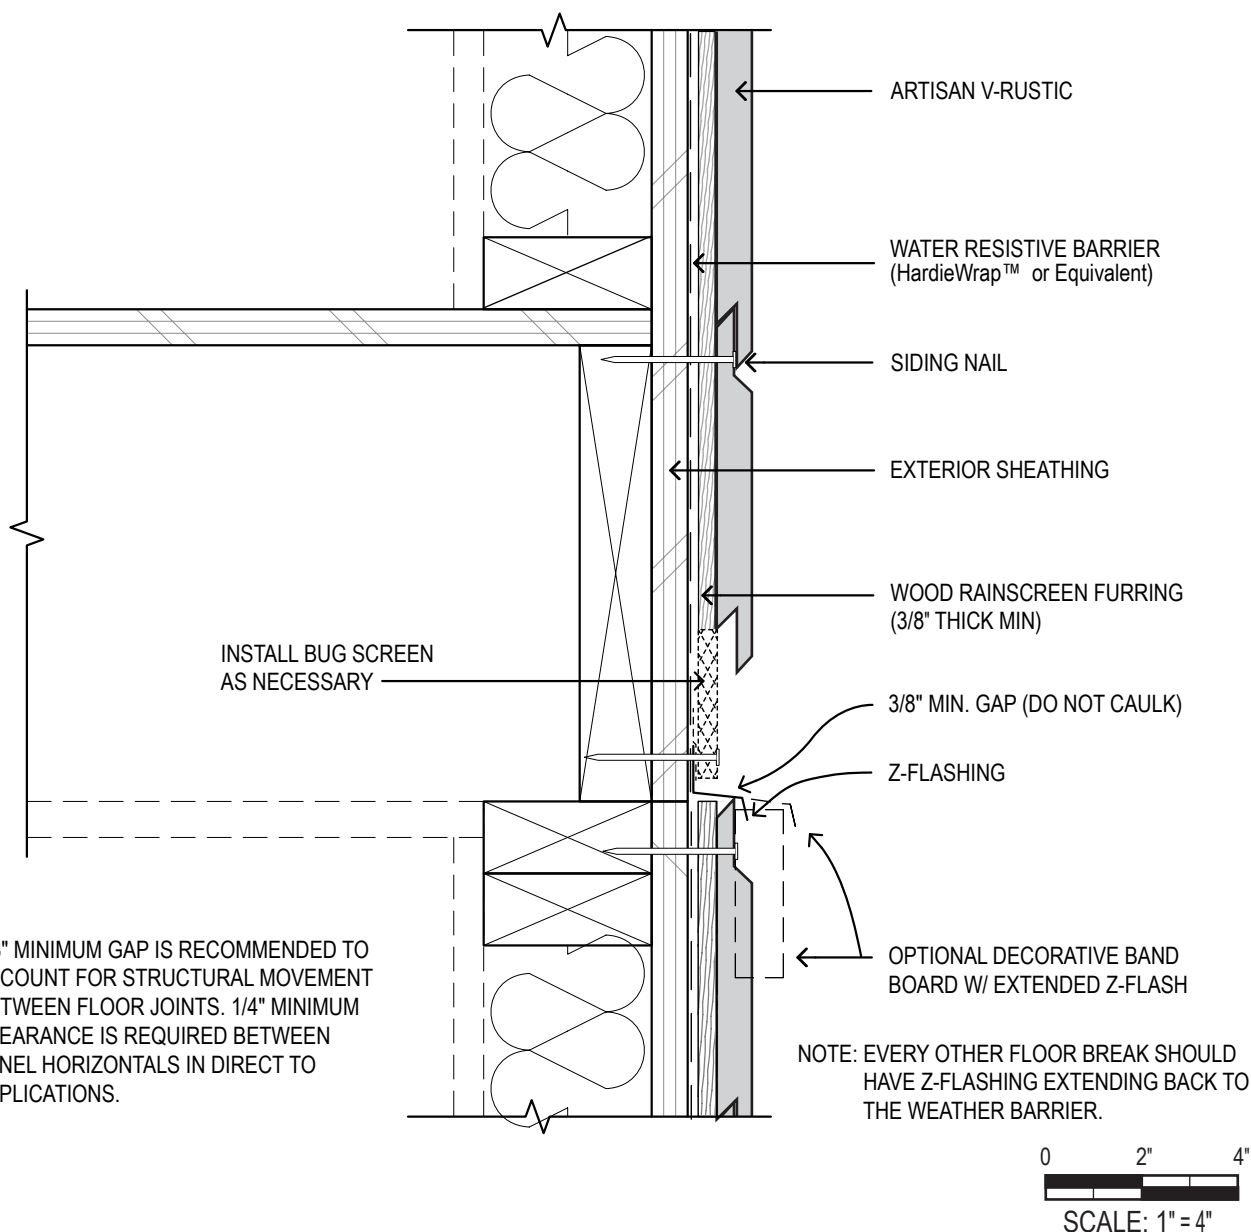 ARTISAN V-RUSTIC
WATER RESISTIVE BARRIER
(HardieWrap™ or Equivalent)
SIDING NAIL
EXTERIOR SHEATHING
WOOD RAINSCREEN FURRING
(3/8" THICK MIN)
INSTALL BUG SCREEN
AS NECESSARY
3/8" MIN. GAP (DO NOT CAULK)
Z-FLASHING
" MINIMUM GAP IS RECOMMENDED TO
COUNT FOR STRUCTURAL MOVEMENT
TWEEN FLOOR JOINTS. 1/4" MINIMUM
EARANCE IS REQUIRED BETWEEN
NEL HORIZONTALS IN DIRECT TO
PLICATIONS.
OPTIONAL DECORATIVE BAND
BOARD W/ EXTENDED Z-FLASH
NOTE: EVERY OTHER FLOOR BREAK SHOULD
HAVE Z-FLASHING EXTENDING BACK TO
THE WEATHER BARRIER.
0 2" 4"
SCALE: 1" = 4"